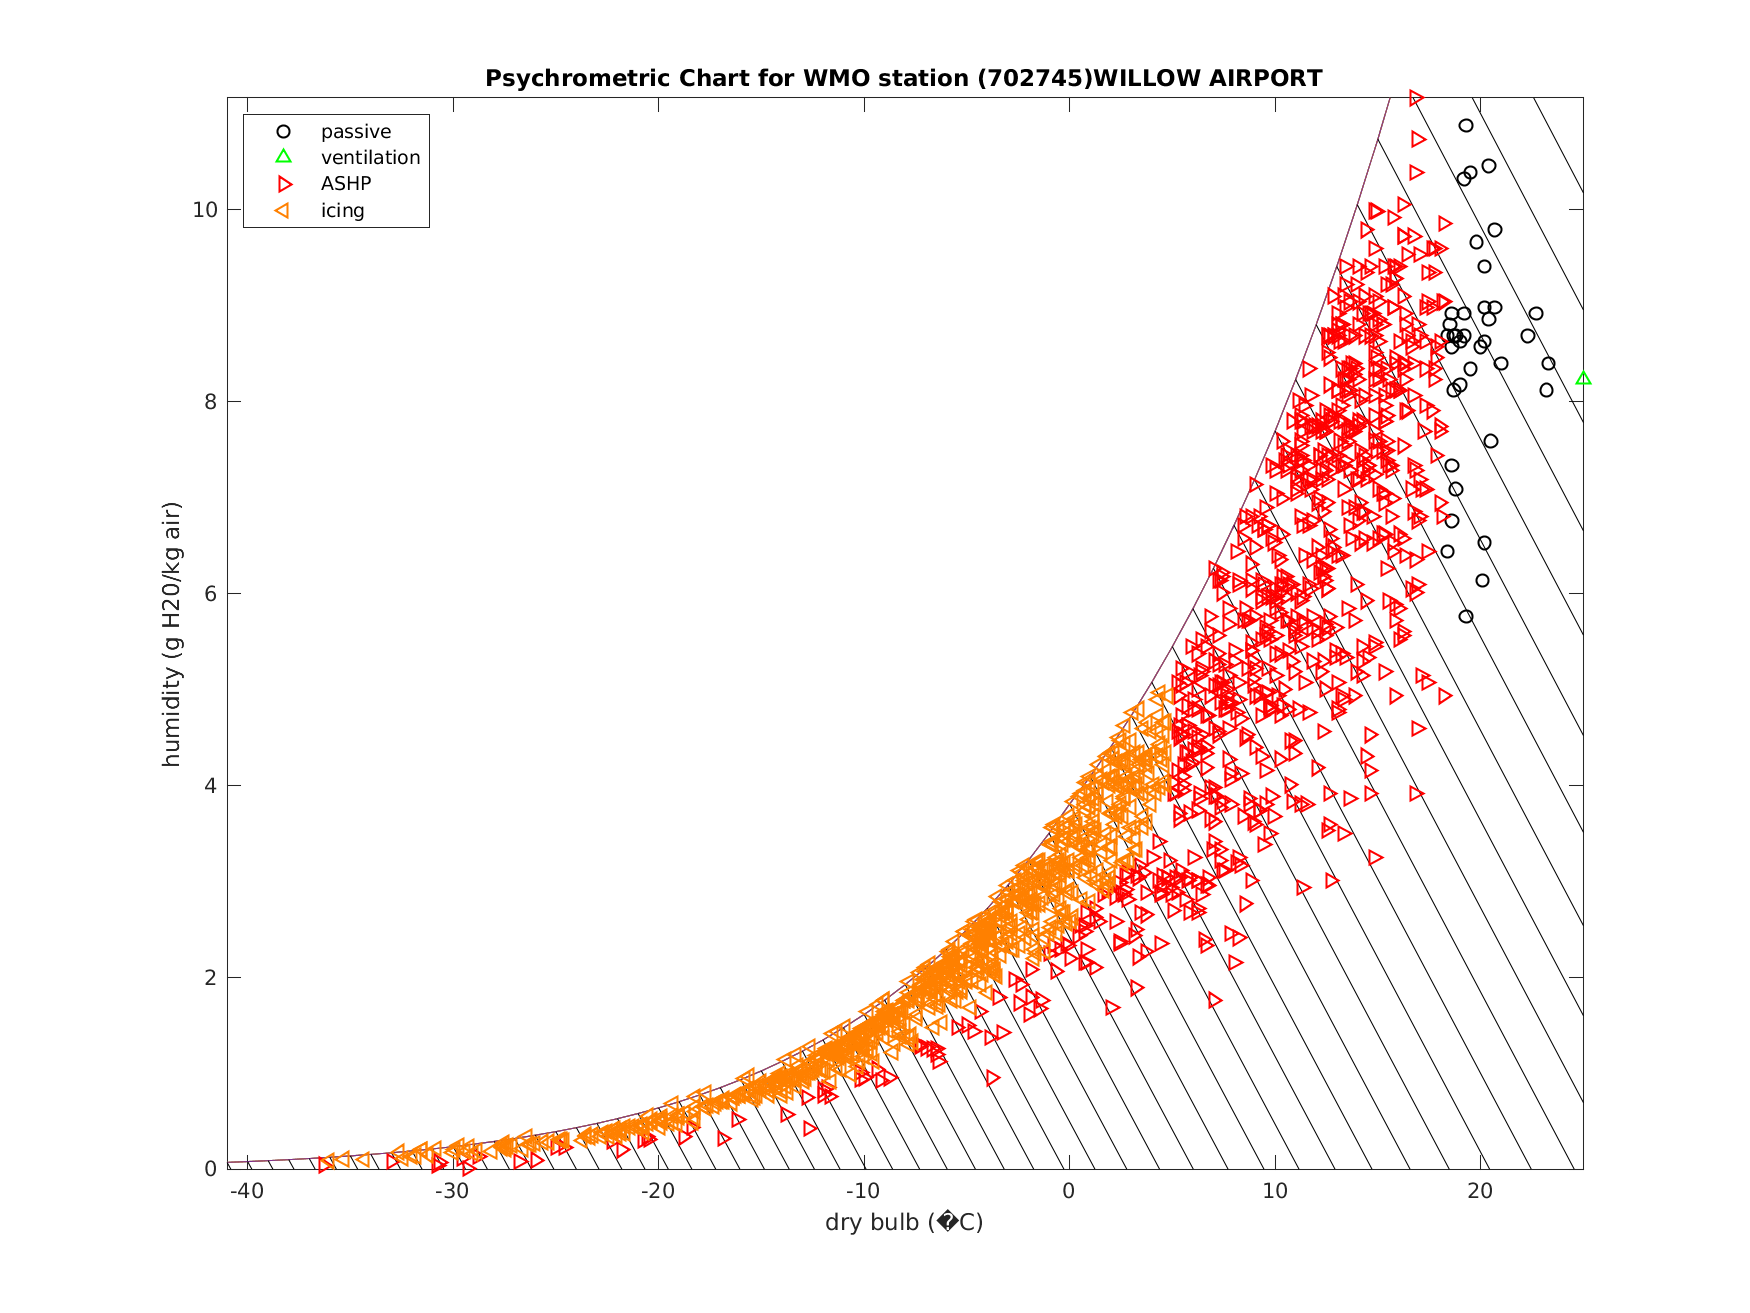 Psychrometric Chart for WMO station (702745)WILLOW AIRPORT
passive
ventilation
ASHP
icing
humidity (g H20/kg air)
10
8
6
4
2
0
-40 -30 -20 -10 0 10 20
dry bulb (�C)